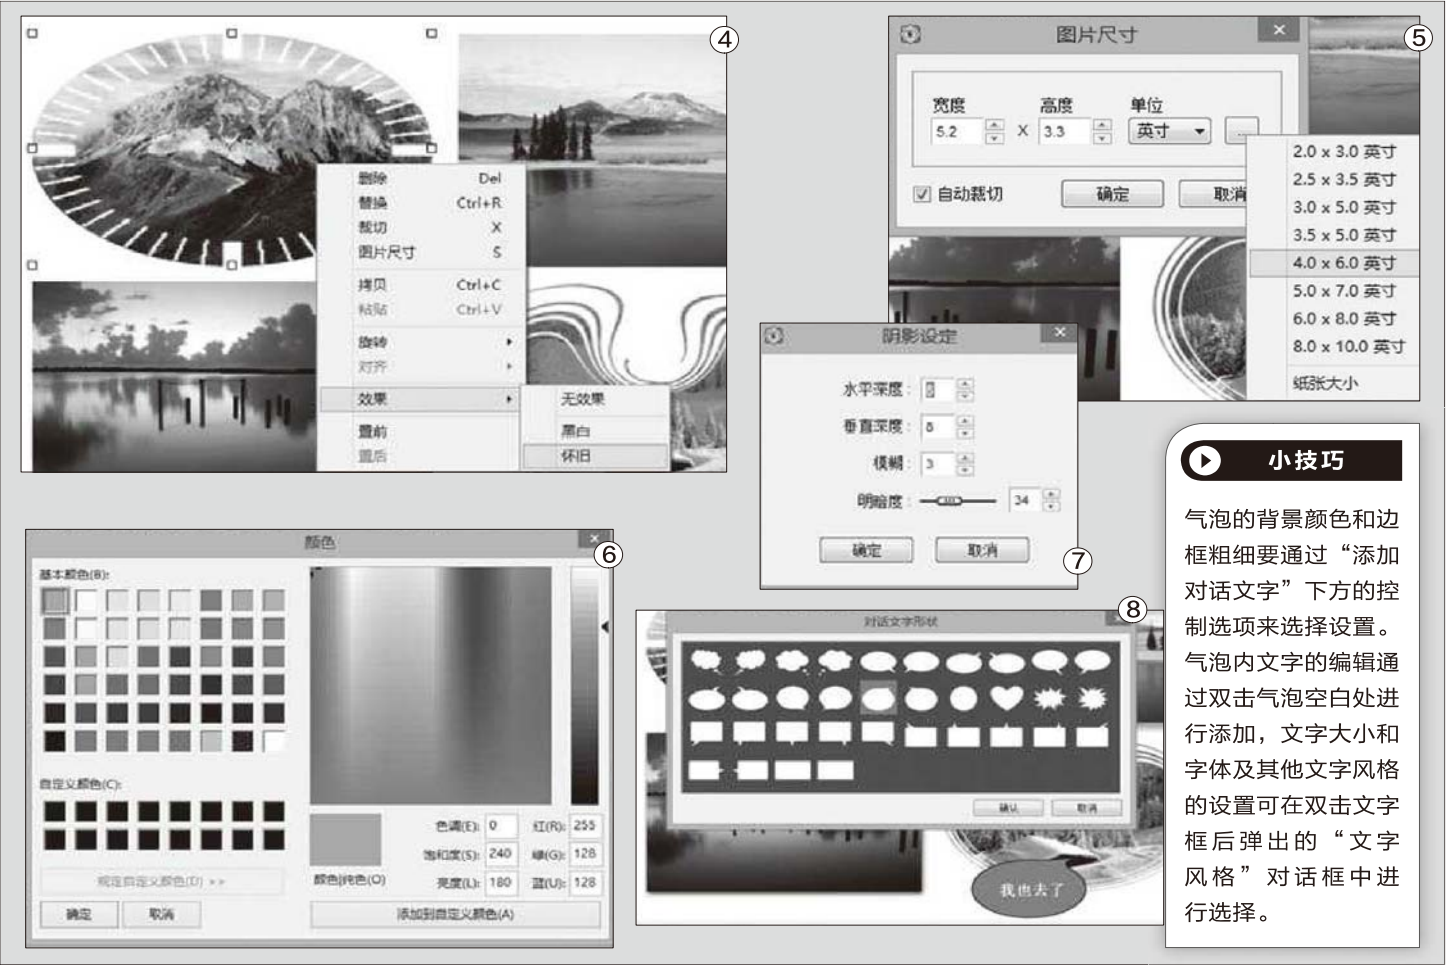 ④
删除 Del
替换 Ctrl+R
裁切 X
图片尺寸 S
拷贝 Ctrl+C
粘贴 Ctrl+V
旋转
对齐
效果
置前
置后
无效果
黑白
怀旧
⑤
图片尺寸
宽度 高度 单位
5.2 X 3.3 英寸 ...
自动裁切 确定 取消
2.0 x 3.0 英寸
2.5 x 3.5 英寸
3.0 x 5.0 英寸
3.5 x 5.0 英寸
4.0 x 6.0 英寸
5.0 x 7.0 英寸
6.0 x 8.0 英寸
8.0 x 10.0 英寸
纸张大小
⑥
颜色
基本颜色(B):
自定义颜色(C):
规定自定义颜色(D) >>
确定 取消
颜色|纯色(O)
色调(E): 0 红(R): 255
饱和度(S): 240 绿(G): 128
亮度(L): 180 蓝(U): 128
添加到自定义颜色(A)
⑦
阴影设定
水平深度:
垂直深度: 8
模糊: 3
明暗度: 34
确定 取消
⑧
对话文字形状
确认 取消
我也去了
小技巧
气泡的背景颜色和边
框粗细要通过“添加
对话文字”下方的控
制选项来选择设置。
气泡内文字的编辑通
过双击气泡空白处进
行添加，文字大小和
字体及其他文字风格
的设置可在双击文字
框后弹出的“文字
风格”对话框中进
行选择。